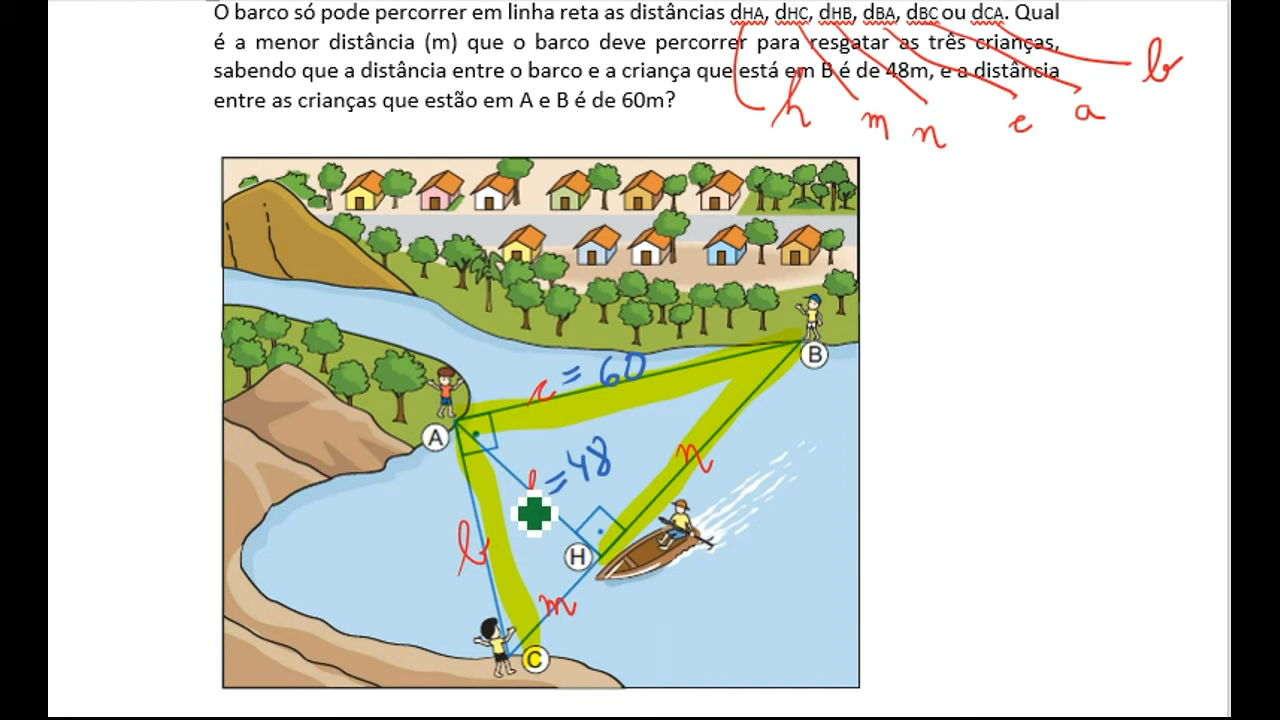 O barco só pode percorrer em linha reta as distâncias dHA, dHC, dHB, dBA, dBC ou dCA. Qual
é a menor distância (m) que o barco deve percorrer para resgatar as três crianças,
sabendo que a distância entre o barco e a criança que está em B é de 48m, e a distância
entre as crianças que estão em A e B é de 60m?
h m n c a b
B
c = 60
A
= 48
n
b
H
m
C